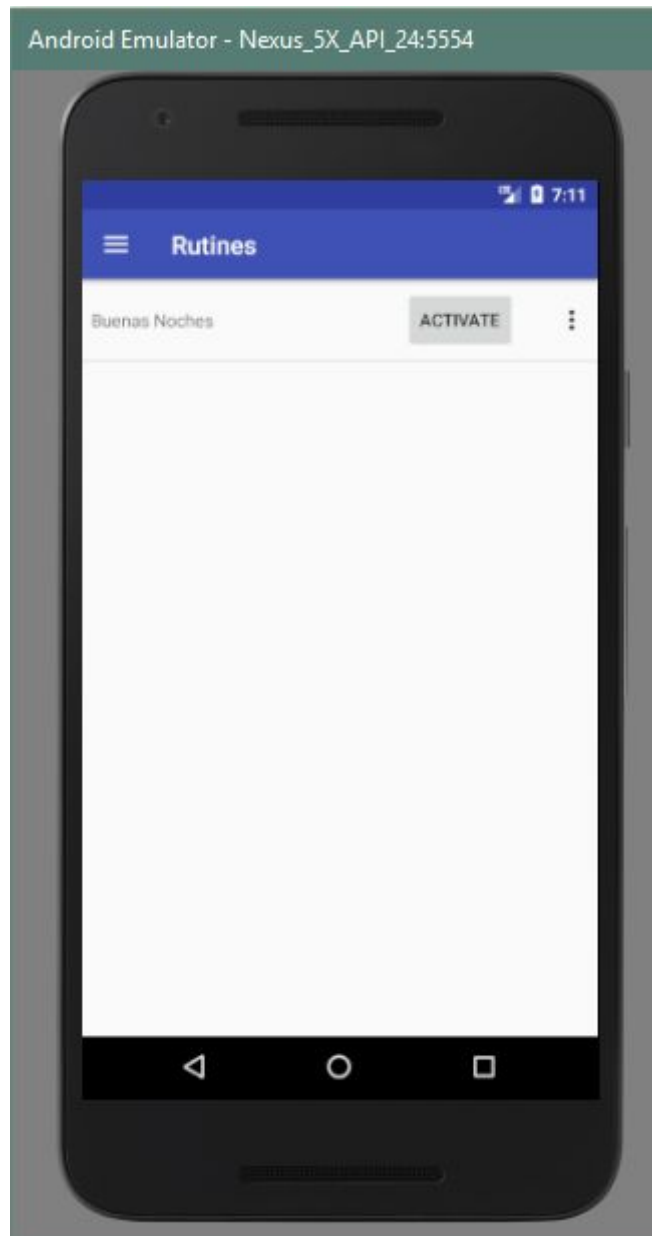 Android Emulator - Nexus_5X_API_24:5554
7:11
Rutines
Buenas Noches
ACTIVATE